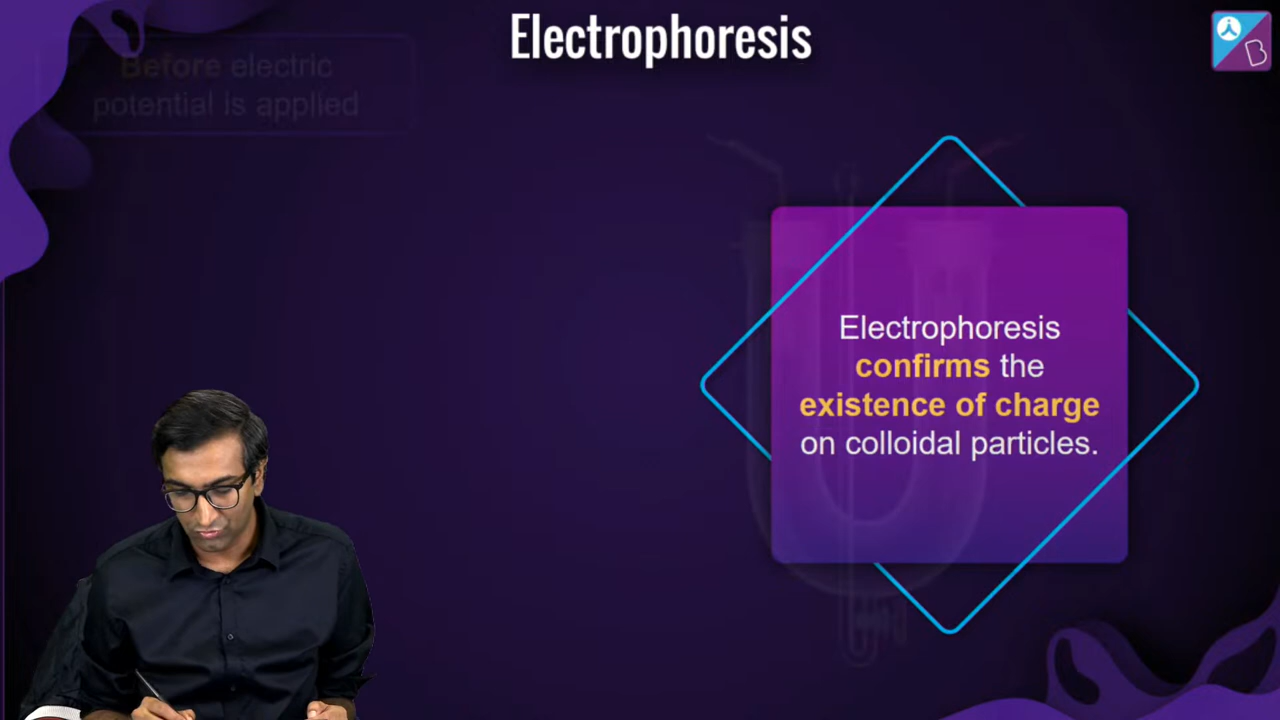 Electrophoresis
Before electric
potential is applied
Electrophoresis
confirms the
existence of charge
on colloidal particles.
B